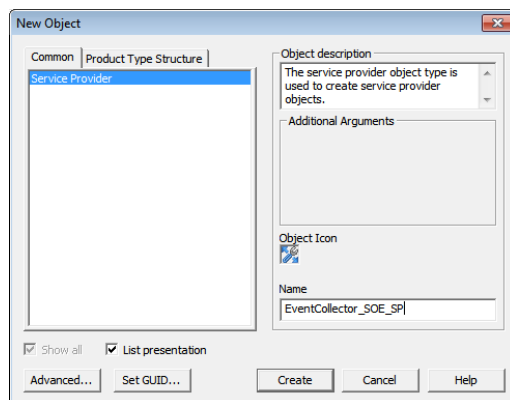 New Object
Common
Product Type Structure
Service Provider
Object description
The service provider object type is
used to create service provider
objects.
Additional Arguments
Object Icon
Name
EventCollector_SOE_SP
Show all
List presentation
Advanced...
Set GUID...
Create
Cancel
Help